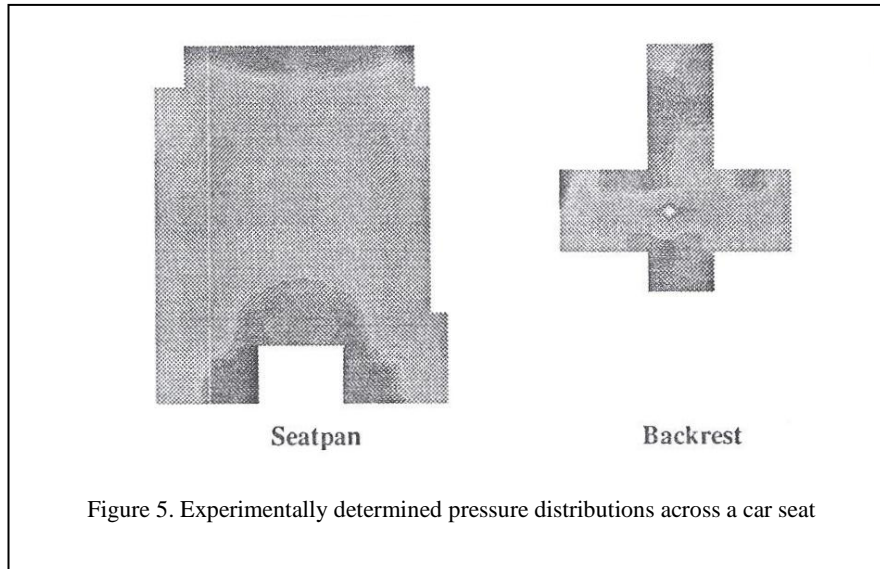 Seatpan
Backrest
Figure 5. Experimentally determined pressure distributions across a car seat